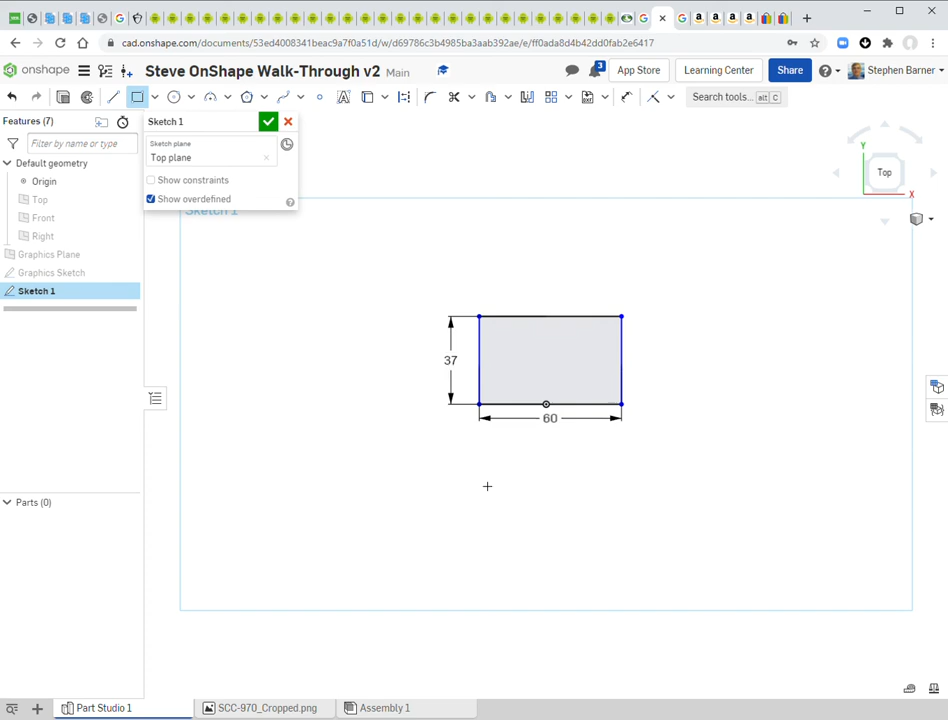 cad.onshape.com/documents/53ed4008341beac9a7f0a51d/w/d69786c3b4985ba3aab392ae/e/ff0ada8d4b42dd0fab2e6417
onshape
Steve OnShape Walk-Through v2 Main
3
App Store
Learning Center
Share
Stephen Barner
Search tools... alt C
Features (7)
Filter by name or type
Default geometry
Origin
Top
Front
Right
Graphics Plane
Graphics Sketch
Sketch 1
Sketch 1
Sketch plane
Top plane
Show constraints
Show overdefined
Sketch 1
Y
Top
X
37
60
Parts (0)
Part Studio 1
SCC-970_Cropped.png
Assembly 1